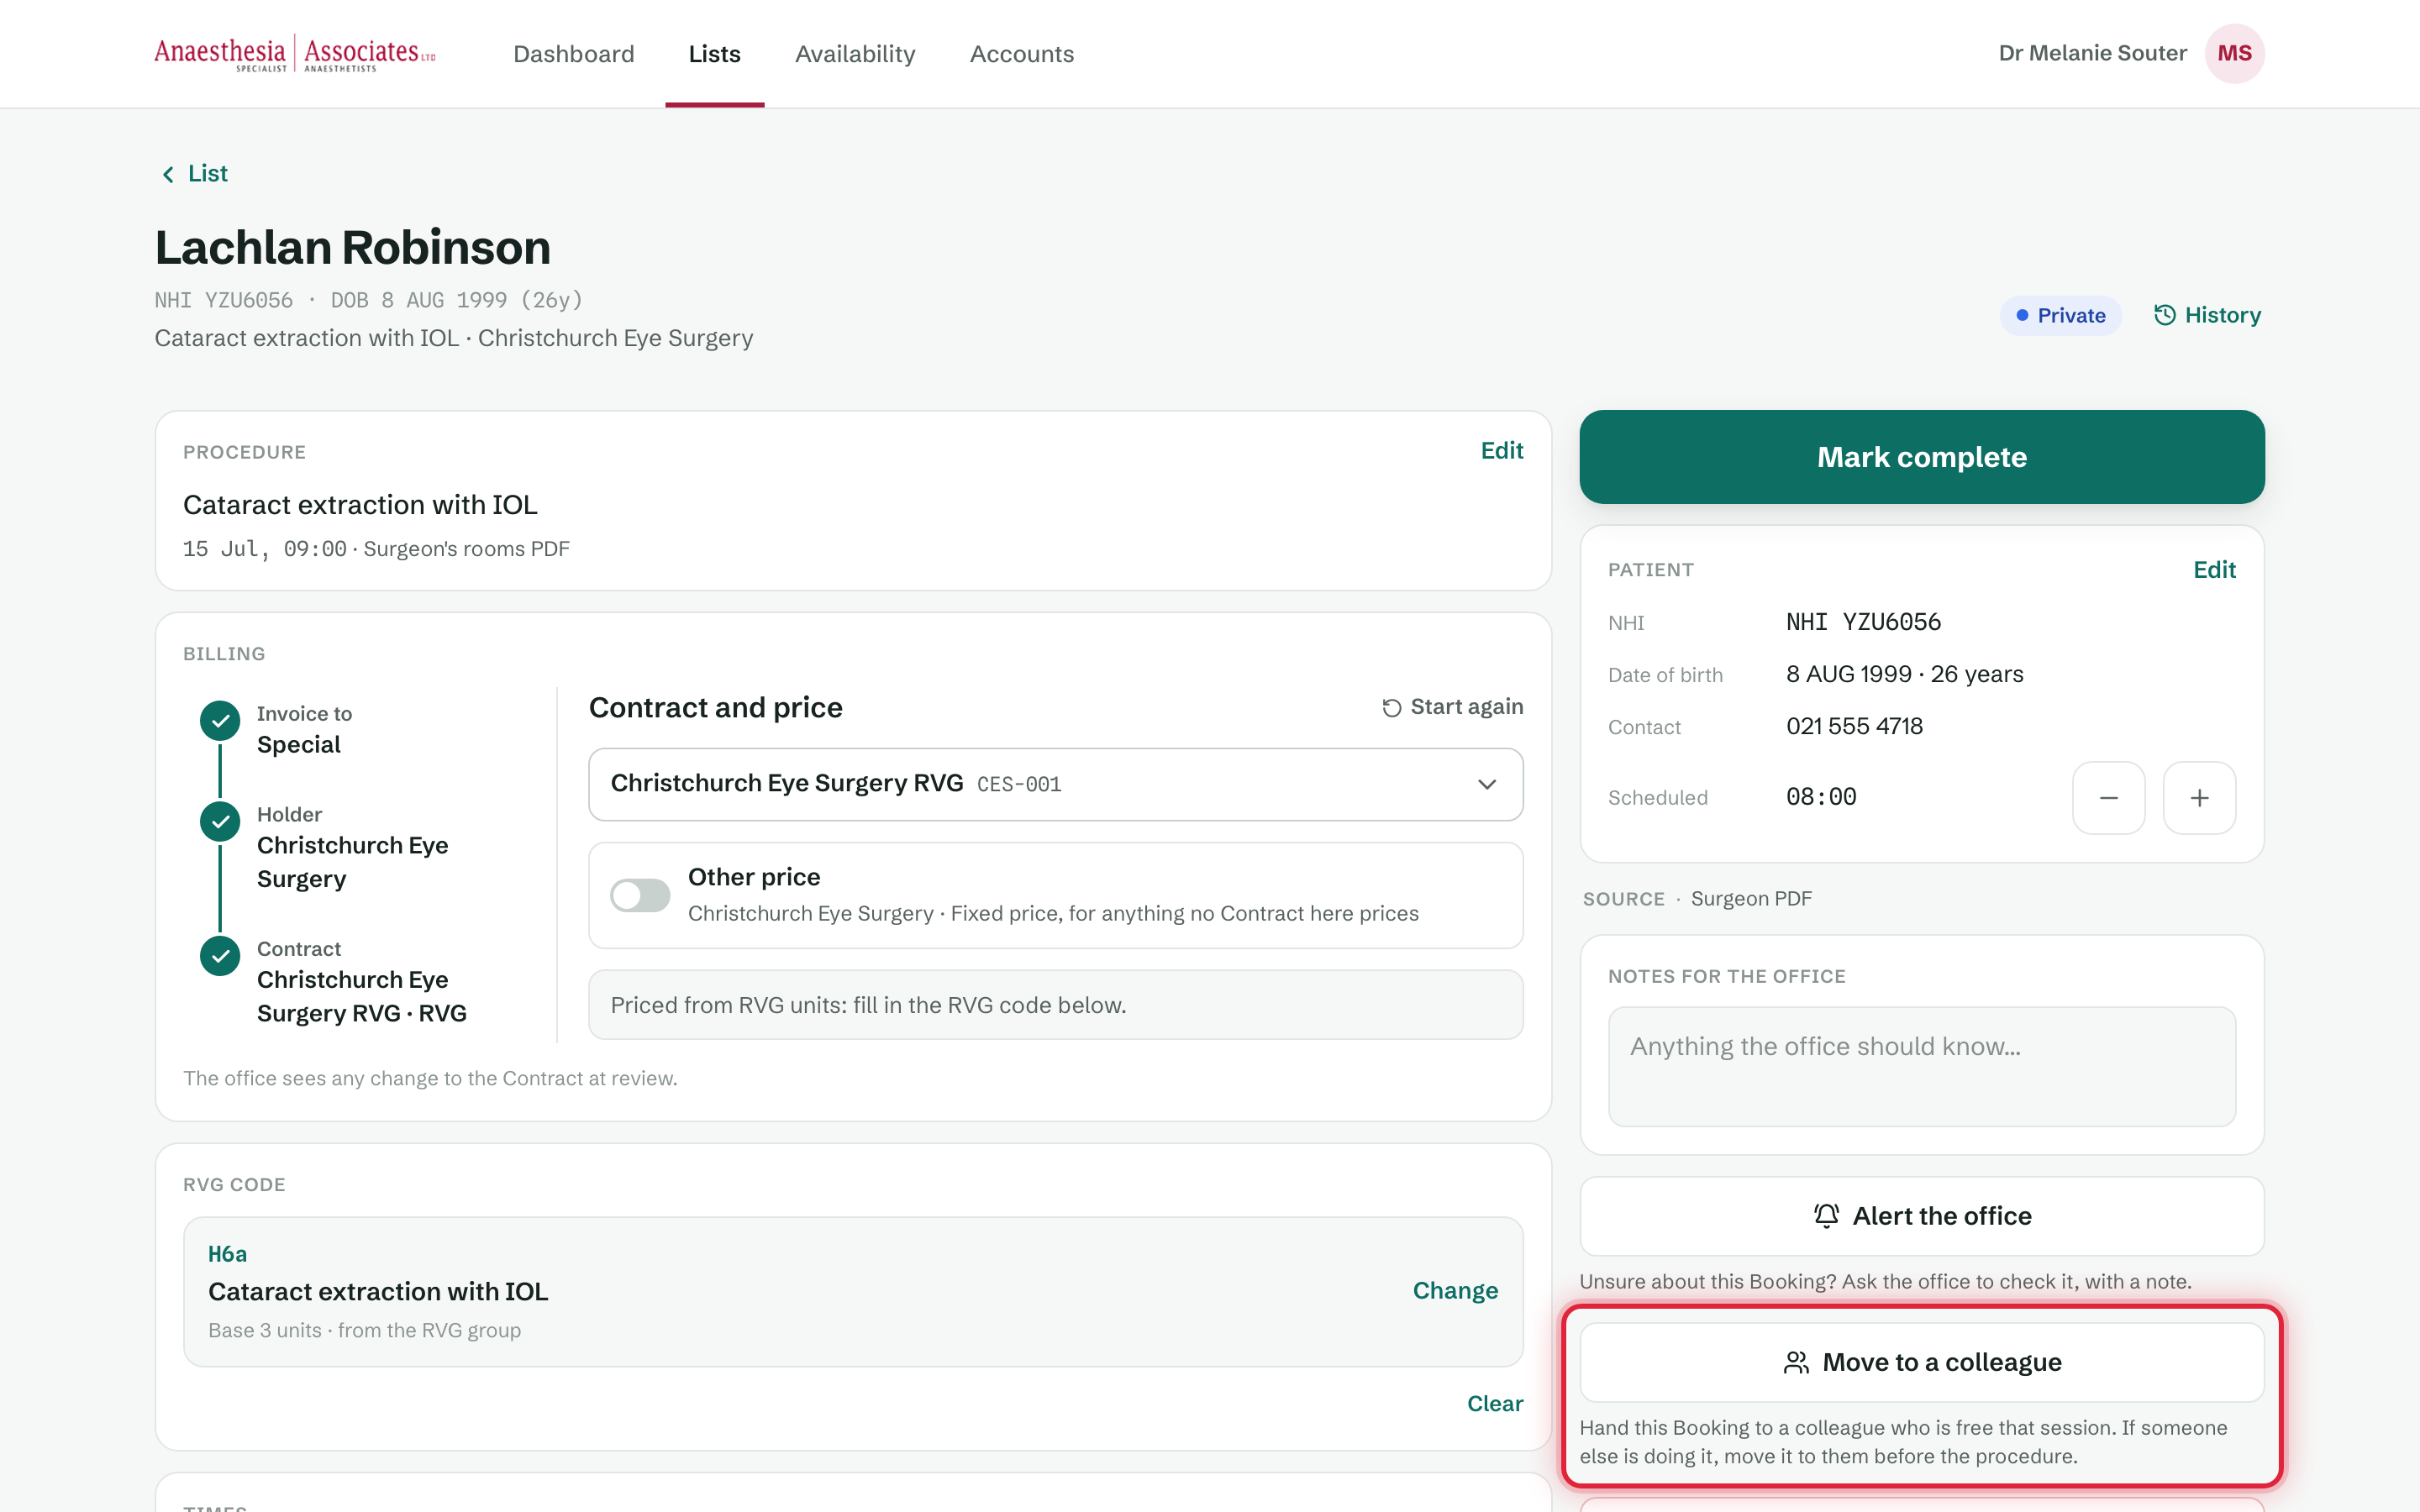 Anaesthesia Associates LTD
SPECIALIST ANAESTHETISTS
Dashboard
Lists
Availability
Accounts
Dr Melanie Souter
MS
List
Lachlan Robinson
NHI YZU6056 · DOB 8 AUG 1999 (26y)
Cataract extraction with IOL · Christchurch Eye Surgery
Private
History
PROCEDURE
Edit
Cataract extraction with IOL
15 Jul, 09:00 · Surgeon's rooms PDF
BILLING
Invoice to
Special
Holder
Christchurch Eye
Surgery
Contract
Christchurch Eye
Surgery RVG · RVG
Contract and price
Start again
Christchurch Eye Surgery RVG CES-001
Other price
Christchurch Eye Surgery · Fixed price, for anything no Contract here prices
Priced from RVG units: fill in the RVG code below.
The office sees any change to the Contract at review.
RVG CODE
H6a
Cataract extraction with IOL
Base 3 units · from the RVG group
Change
Clear
TIMES
Mark complete
PATIENT
Edit
NHI
NHI YZU6056
Date of birth
8 AUG 1999 · 26 years
Contact
021 555 4718
Scheduled
08:00
SOURCE · Surgeon PDF
NOTES FOR THE OFFICE
Anything the office should know...
Alert the office
Unsure about this Booking? Ask the office to check it, with a note.
Move to a colleague
Hand this Booking to a colleague who is free that session. If someone
else is doing it, move it to them before the procedure.